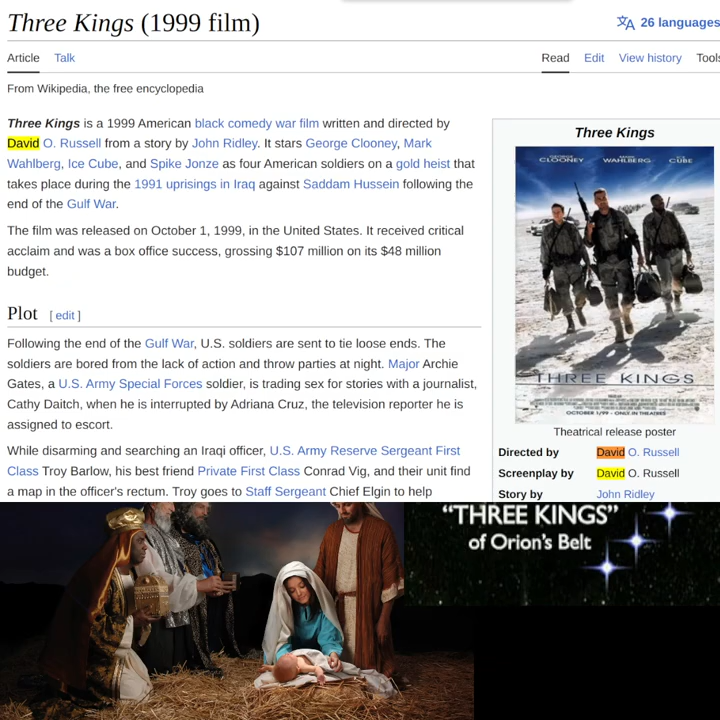 Three Kings (1999 film)
26 languages
Article Talk Read Edit View history Tools
From Wikipedia, the free encyclopedia
Three Kings is a 1999 American black comedy war film written and directed by
David O. Russell from a story by John Ridley. It stars George Clooney, Mark
Wahlberg, Ice Cube, and Spike Jonze as four American soldiers on a gold heist that
takes place during the 1991 uprisings in Iraq against Saddam Hussein following the
end of the Gulf War.
The film was released on October 1, 1999, in the United States. It received critical
acclaim and was a box office success, grossing $107 million on its $48 million
budget.
Plot [ edit ]
Following the end of the Gulf War, U.S. soldiers are sent to tie loose ends. The
soldiers are bored from the lack of action and throw parties at night. Major Archie
Gates, a U.S. Army Special Forces soldier, is trading sex for stories with a journalist,
Cathy Daitch, when he is interrupted by Adriana Cruz, the television reporter he is
assigned to escort.
While disarming and searching an Iraqi officer, U.S. Army Reserve Sergeant First
Class Troy Barlow, his best friend Private First Class Conrad Vig, and their unit find
a map in the officer's rectum. Troy goes to Staff Sergeant Chief Elgin to help
Three Kings
CLOONEY WAHLBERG CUBE
THREE KINGS
OCTOBER 1/99 - ONLY IN THEATRES
Theatrical release poster
Directed by David O. Russell
Screenplay by David O. Russell
Story by John Ridley
“THREE KINGS”
of Orion's Belt